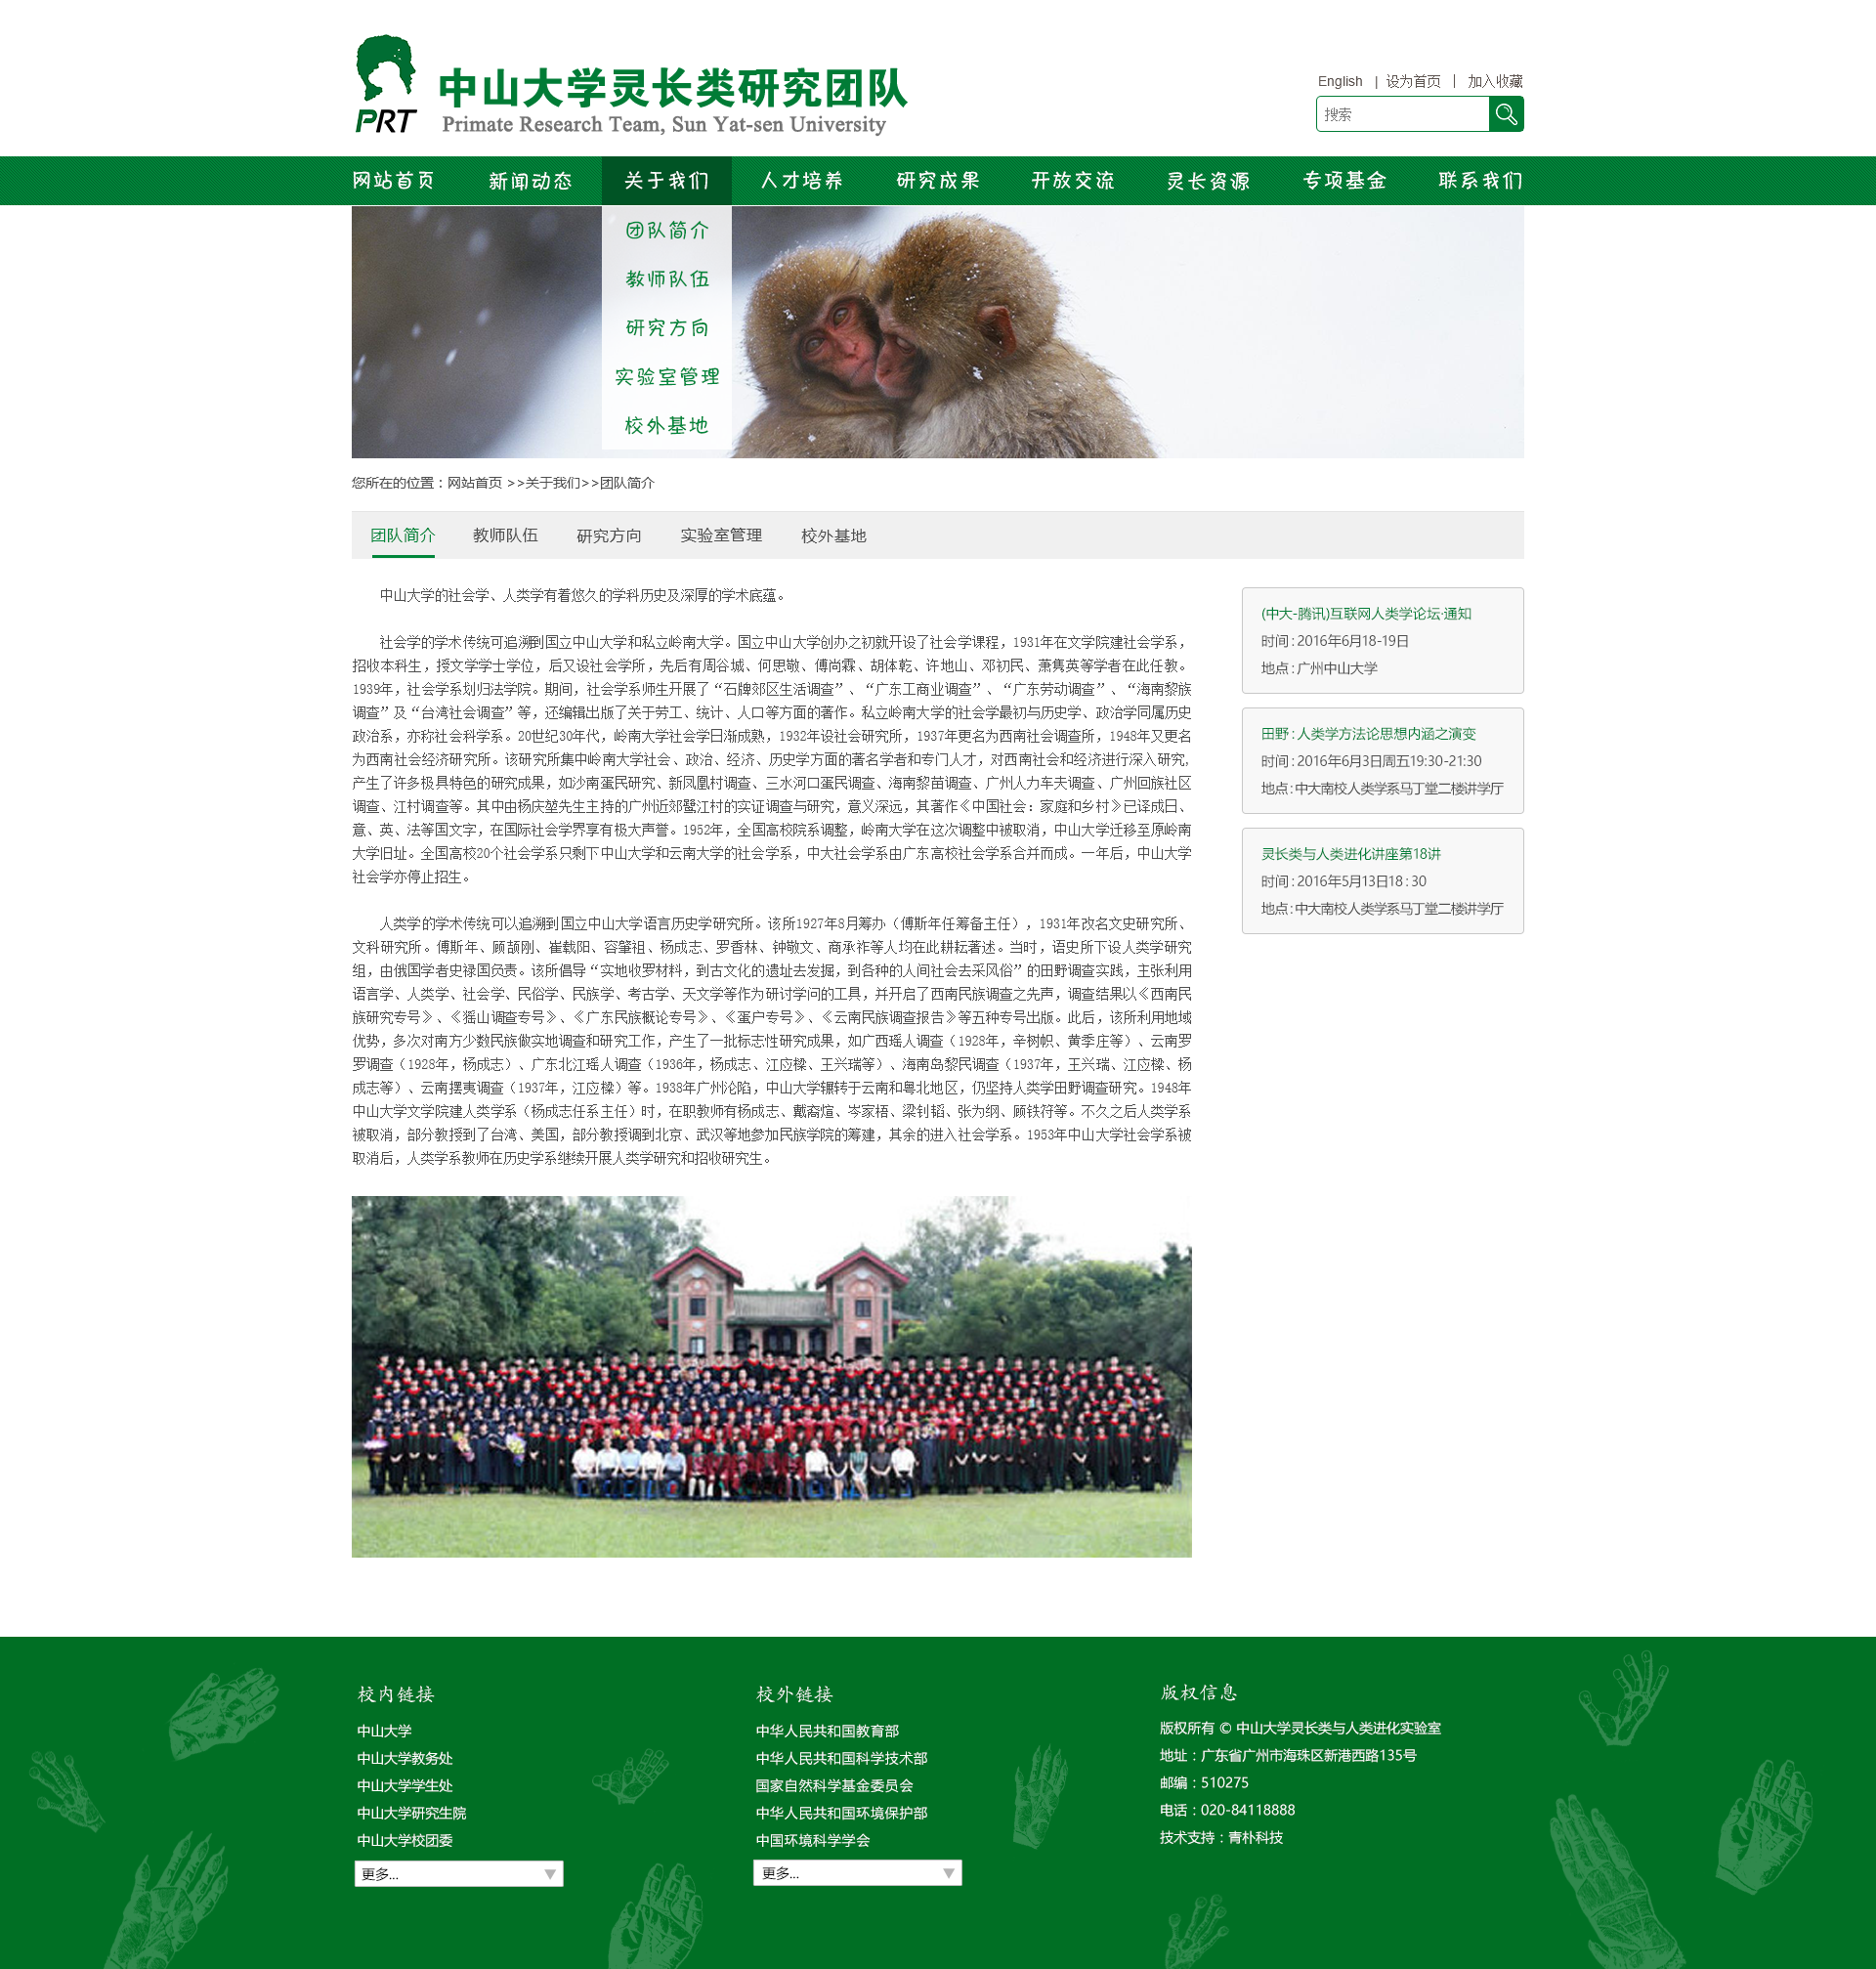 PRT
中山大学灵长类研究团队
Primate Research Team, Sun Yat-sen University
English | 设为首页 | 加入收藏
搜索
网站首页 新闻动态 关于我们 人才培养 研究成果 开放交流 灵长资源 专项基金 联系我们
团队简介
教师队伍
研究方向
实验室管理
校外基地
您所在的位置：网站首页 >>关于我们>>团队简介
团队简介 教师队伍 研究方向 实验室管理 校外基地
中山大学的社会学、人类学有着悠久的学科历史及深厚的学术底蕴。
社会学的学术传统可追溯到国立中山大学和私立岭南大学。国立中山大学创办之初就开设了社会学课程，1931年在文学院建社会学系，
招收本科生，授文学学士学位，后又设社会学所，先后有周谷城、何思敬、傅尚霖、胡体乾、许地山、邓初民、萧隽英等学者在此任教。
1939年，社会学系划归法学院。期间，社会学系师生开展了“石牌郊区生活调查”、“广东工商业调查”、“广东劳动调查”、“海南黎族
调查”及“台湾社会调查”等，还编辑出版了关于劳工、统计、人口等方面的著作。私立岭南大学的社会学最初与历史学、政治学同属历史
政治系，亦称社会科学系。20世纪30年代，岭南大学社会学日渐成熟，1932年设社会研究所，1937年更名为西南社会调查所，1948年又更名
为西南社会经济研究所。该研究所集中岭南大学社会、政治、经济、历史学方面的著名学者和专门人才，对西南社会和经济进行深入研究，
产生了许多极具特色的研究成果，如沙南疍民研究、新凤凰村调查、三水河口疍民调查、海南黎苗调查、广州人力车夫调查、广州回族社区
调查、江村调查等。其中由杨庆堃先生主持的广州近郊鹭江村的实证调查与研究，意义深远，其著作《中国社会：家庭和乡村》已译成日、
意、英、法等国文字，在国际社会学界享有极大声誉。1952年，全国高校院系调整，岭南大学在这次调整中被取消，中山大学迁移至原岭南
大学旧址。全国高校20个社会学系只剩下中山大学和云南大学的社会学系，中大社会学系由广东高校社会学系合并而成。一年后，中山大学
社会学亦停止招生。
人类学的学术传统可以追溯到国立中山大学语言历史学研究所。该所1927年8月筹办（傅斯年任筹备主任），1931年改名文史研究所、
文科研究所。傅斯年、顾颉刚、崔载阳、容肇祖、杨成志、罗香林、钟敬文、商承祚等人均在此耕耘著述。当时，语史所下设人类学研究
组，由俄国学者史禄国负责。该所倡导“实地收罗材料，到古文化的遗址去发掘，到各种的人间社会去采风俗”的田野调查实践，主张利用
语言学、人类学、社会学、民俗学、民族学、考古学、天文学等作为研讨学问的工具，并开启了西南民族调查之先声，调查结果以《西南民
族研究专号》、《猺山调查专号》、《广东民族概论专号》、《蛋户专号》、《云南民族调查报告》等五种专号出版。此后，该所利用地域
优势，多次对南方少数民族做实地调查和研究工作，产生了一批标志性研究成果，如广西瑶人调查（1928年，辛树帜、黄季庄等）、云南罗
罗调查（1928年，杨成志）、广东北江瑶人调查（1936年，杨成志、江应樑、王兴瑞等）、海南岛黎民调查（1937年，王兴瑞、江应樑、杨
成志等）、云南摆夷调查（1937年，江应樑）等。1938年广州沦陷，中山大学辗转于云南和粤北地区，仍坚持人类学田野调查研究。1948年
中山大学文学院建人类学系（杨成志任系主任）时，在职教师有杨成志、戴裔煊、岑家梧、梁钊韬、张为纲、顾铁符等。不久之后人类学系
被取消，部分教授到了台湾、美国，部分教授调到北京、武汉等地参加民族学院的筹建，其余的进入社会学系。1953年中山大学社会学系被
取消后，人类学系教师在历史学系继续开展人类学研究和招收研究生。
(中大-腾讯)互联网人类学论坛·通知
时间：2016年6月18-19日
地点：广州中山大学
田野：人类学方法论思想内涵之演变
时间：2016年6月3日周五19:30-21:30
地点：中大南校人类学系马丁堂二楼讲学厅
灵长类与人类进化讲座第18讲
时间：2016年5月13日18：30
地点：中大南校人类学系马丁堂二楼讲学厅
校内链接
中山大学
中山大学教务处
中山大学学生处
中山大学研究生院
中山大学校团委
更多...
校外链接
中华人民共和国教育部
中华人民共和国科学技术部
国家自然科学基金委员会
中华人民共和国环境保护部
中国环境科学学会
更多...
版权信息
版权所有 © 中山大学灵长类与人类进化实验室
地址：广东省广州市海珠区新港西路135号
邮编：510275
电话：020-84118888
技术支持：青朴科技